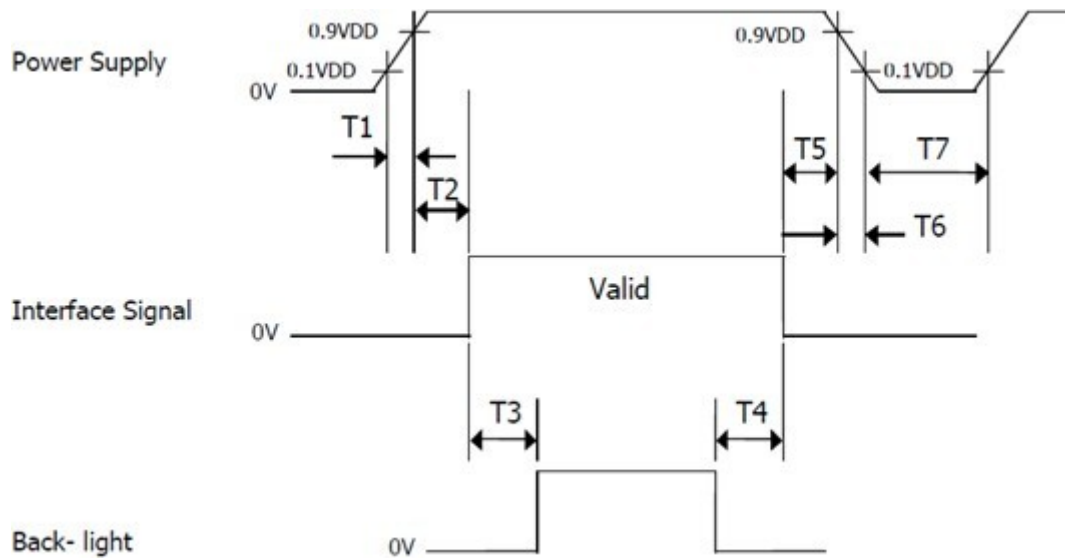 0.9VDD
0.9VDD
Power Supply
0.1VDD
0.1VDD
0V
T1
T5
T7
T2
T6
Valid
Interface Signal
0V
T3
T4
Back- light
0V